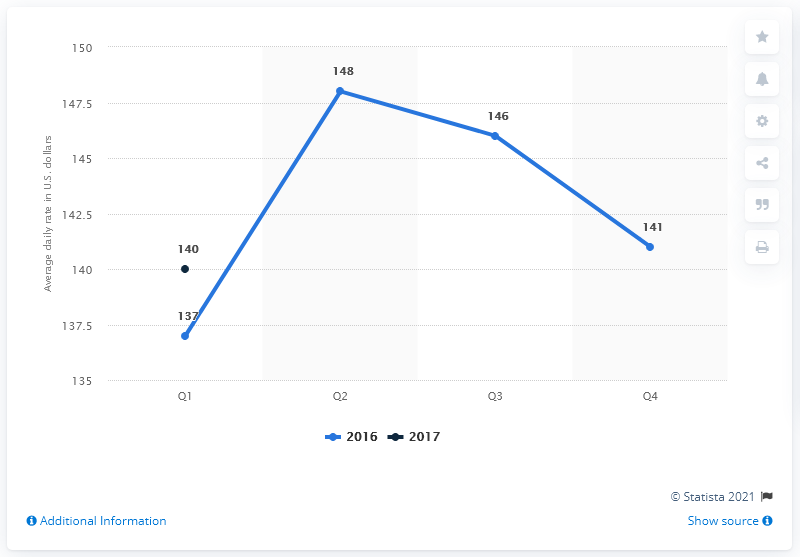 150
147.5
145
142.5
140
137.5
135
Average daily rate in U.S. dollars
148
146
141
140
137
Q1 Q2 Q3 Q4
2016 2017
© Statista 2021
Additional Information
Show source